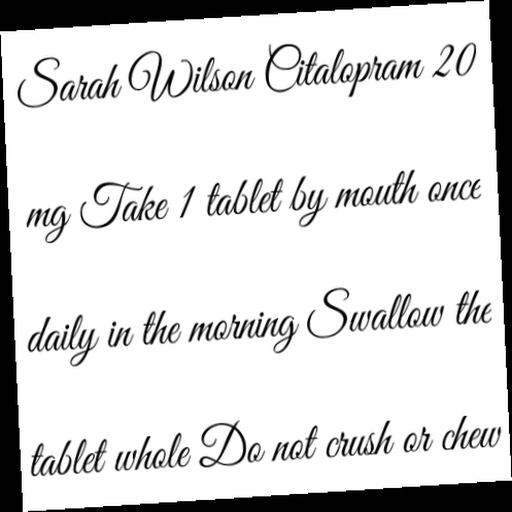 Sarah Wilson Citalopram 20
mg Take 1 tablet by mouth once
daily in the morning Swallow the
tablet whole Do not crush or chew